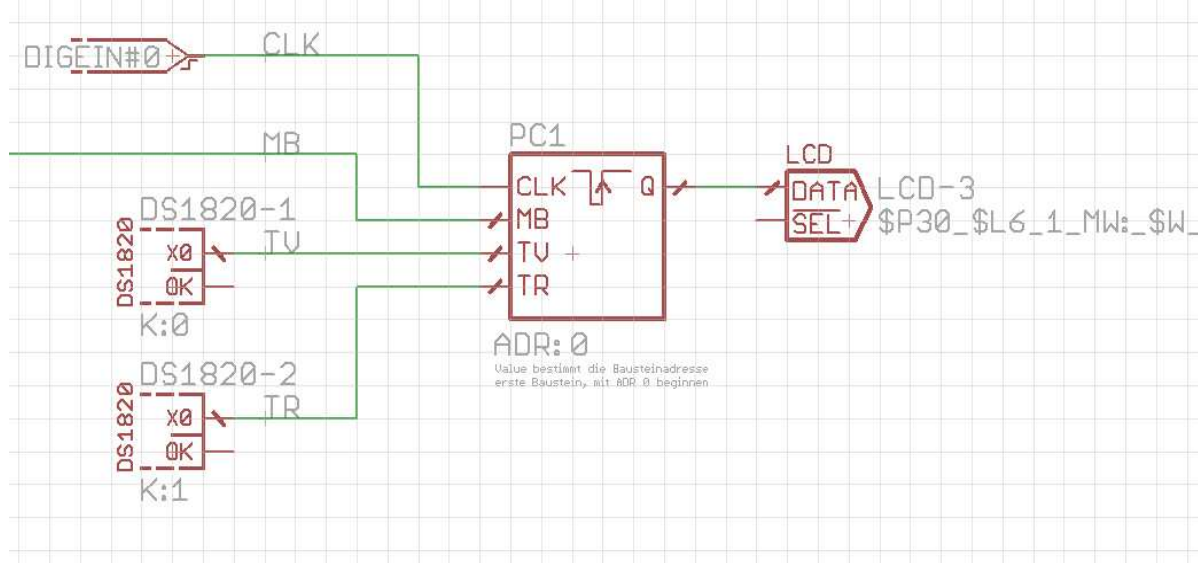 DIGEIN#0
CLK
MB
PC1
CLK
Q
MB
TV
TR
LCD
DATA
SEL
LCD-3
$P30_$L6_1_MW:_$W_
DS1820-1
DS1820
TV
X0
OK
K:0
ADR:0
Value bestimmt die Bausteinadresse
erste Baustein, mit ADR 0 beginnen
DS1820-2
DS1820
TR
X0
OK
K:1